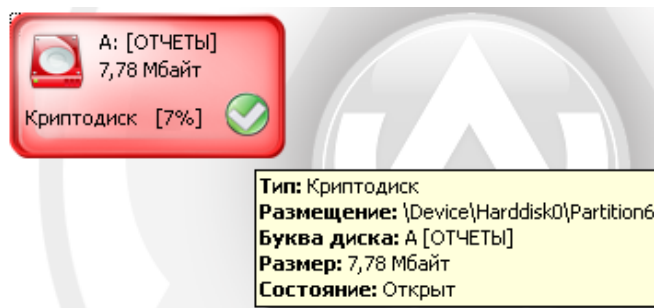 А: [ОТЧЕТЫ]
7,78 Мбайт
Криптодиск [7%]
Тип: Криптодиск
Размещение: \Device\Harddisk0\Partition6
Буква диска: А [ОТЧЕТЫ]
Размер: 7,78 Мбайт
Состояние: Открыт